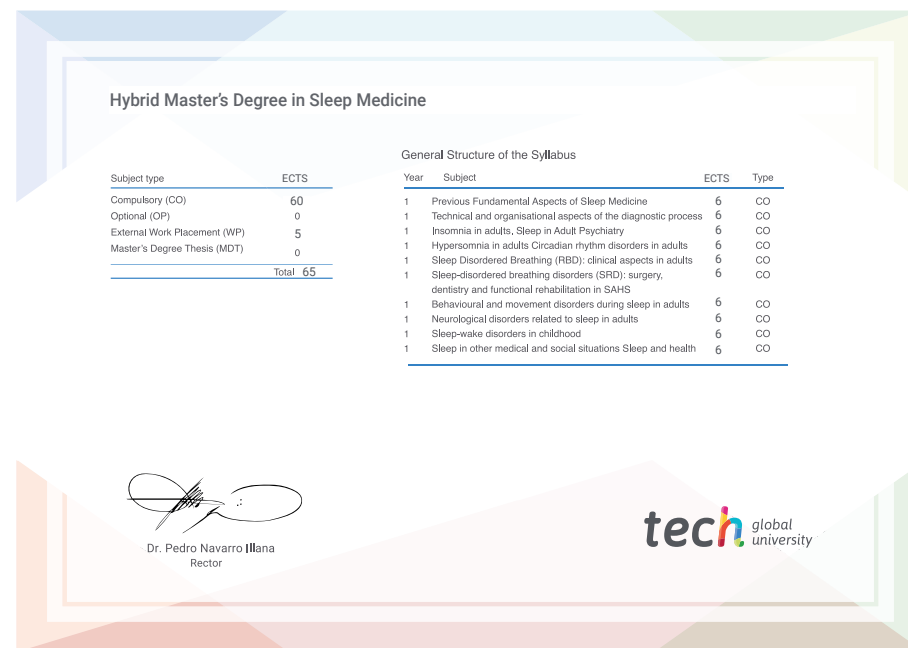 Hybrid Master's Degree in Sleep Medicine
Subject type ECTS
Compulsory (CO) 60
Optional (OP) 0
External Work Placement (WP) 5
Master's Degree Thesis (MDT) 0
Total 65
General Structure of the Syllabus
Year Subject ECTS Type
1 Previous Fundamental Aspects of Sleep Medicine 6 CO
1 Technical and organisational aspects of the diagnostic process 6 CO
1 Insomnia in adults, Sleep in Adult Psychiatry 6 CO
1 Hypersomnia in adults Circadian rhythm disorders in adults 6 CO
1 Sleep Disordered Breathing (RBD): clinical aspects in adults 6 CO
1 Sleep-disordered breathing disorders (SRD): surgery, 6 CO
dentistry and functional rehabilitation in SAHS
1 Behavioural and movement disorders during sleep in adults 6 CO
1 Neurological disorders related to sleep in adults 6 CO
1 Sleep-wake disorders in childhood 6 CO
1 Sleep in other medical and social situations Sleep and health 6 CO
Dr. Pedro Navarro Illana
Rector
tech global
university